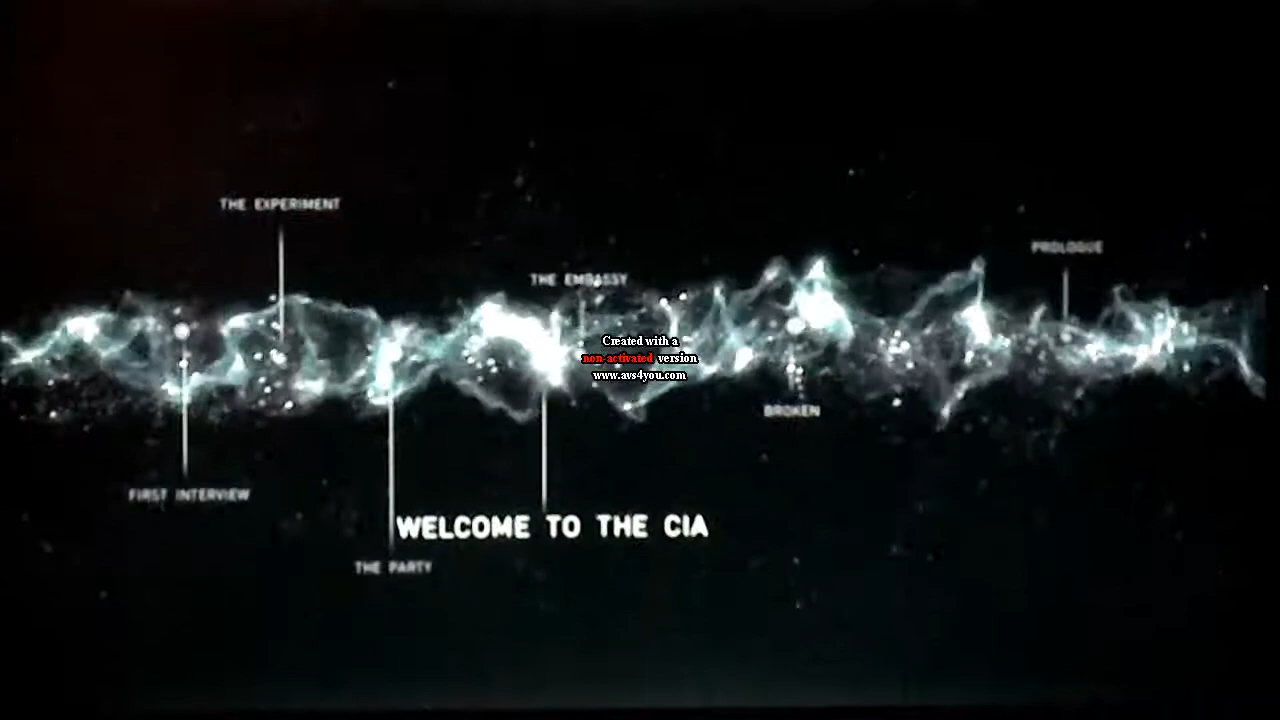 THE EXPERIMENT
PROLOGUE
THE EMBASSY
Created with a
non-activated version
www.avs4you.com
BROKEN
FIRST INTERVIEW
WELCOME TO THE CIA
THE PARTY